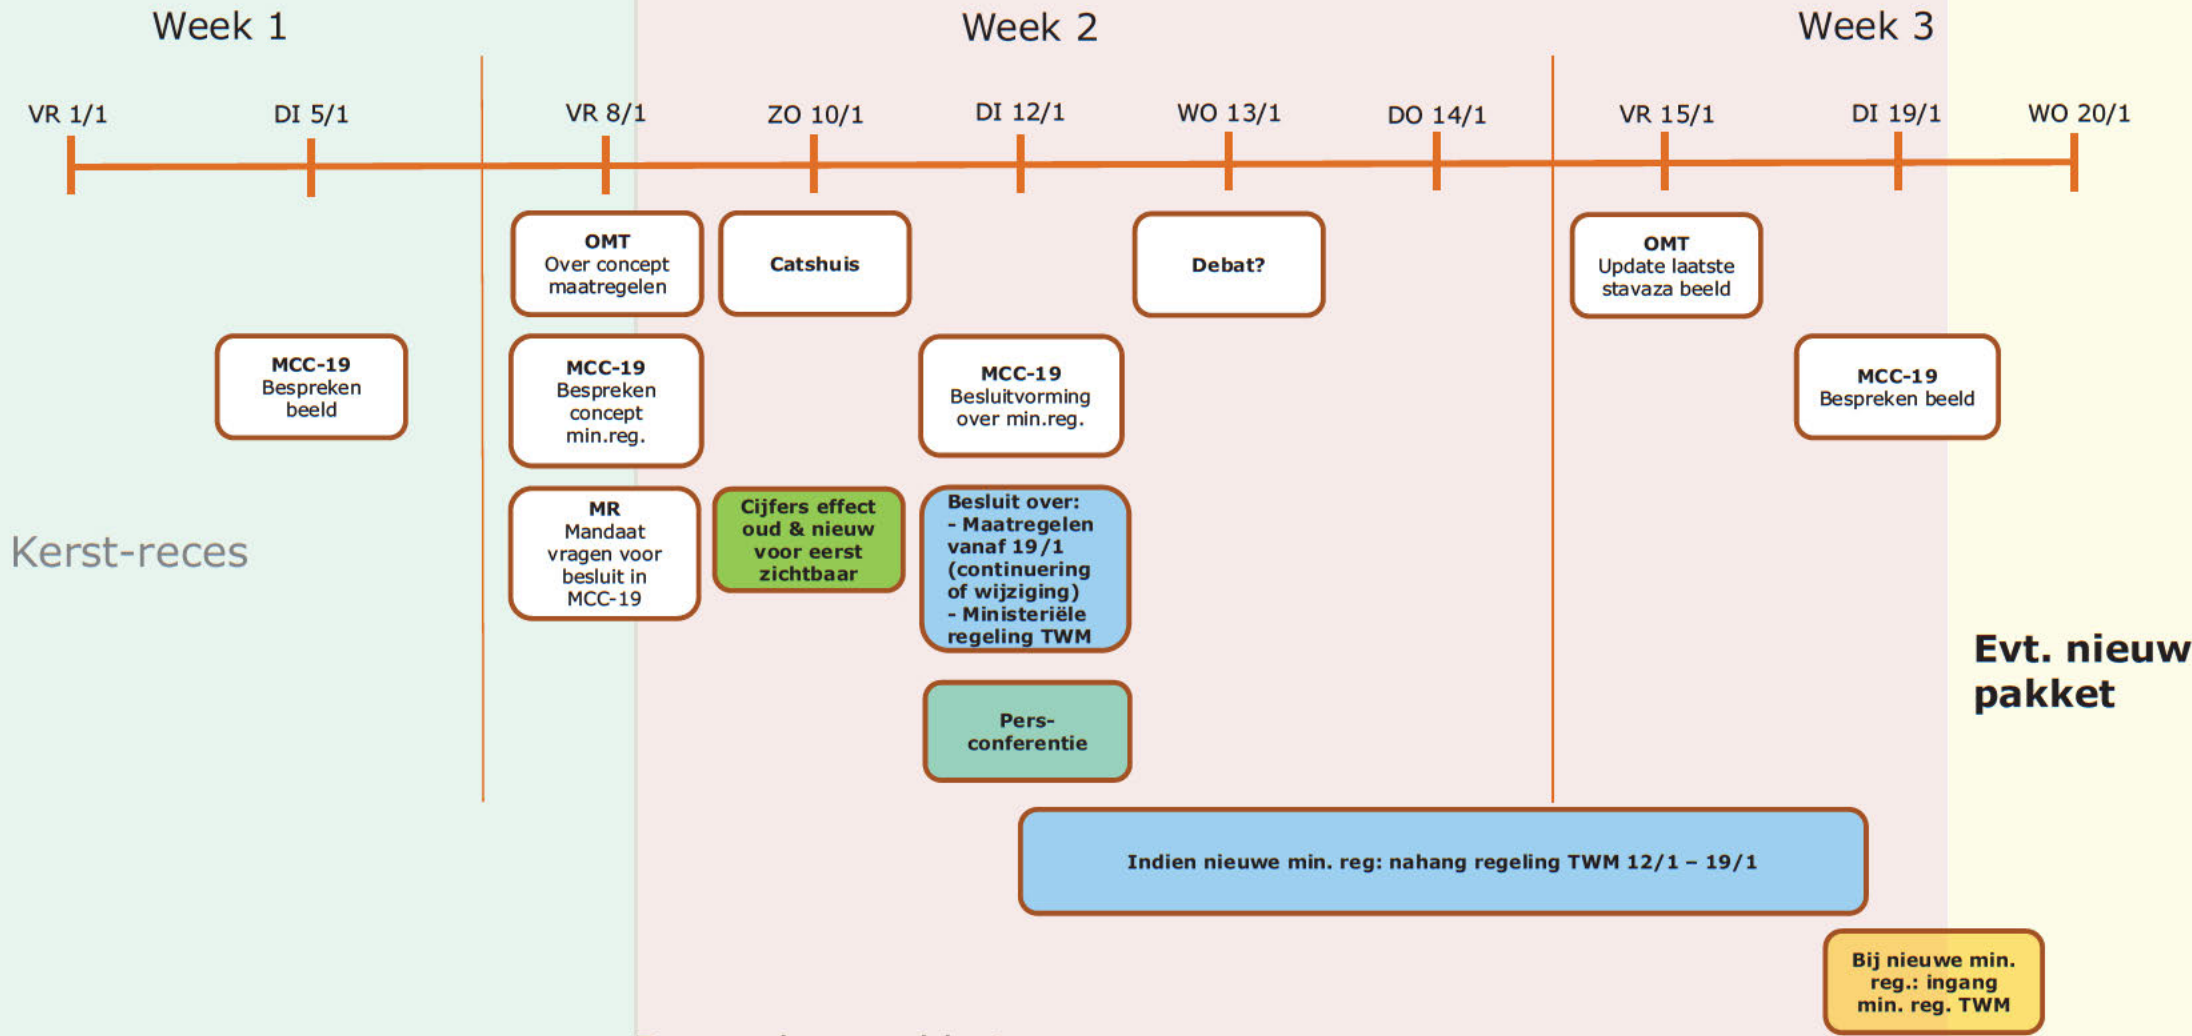 Week 1
Week 2
Week 3
VR 1/1
DI 5/1
VR 8/1
ZO 10/1
DI 12/1
WO 13/1
DO 14/1
VR 15/1
DI 19/1
WO 20/1
OMT
Over concept
maatregelen
Catshuis
Debat?
OMT
Update laatste
stavaza beeld
MCC-19
Bespreken
beeld
MCC-19
Bespreken
concept
min.reg.
MCC-19
Besluitvorming
over min.reg.
MCC-19
Bespreken beeld
Kerst-reces
MR
Mandaat
vragen voor
besluit in
MCC-19
Cijfers effect
oud & nieuw
voor eerst
zichtbaar
Besluit over:
- Maatregelen
vanaf 19/1
(continuering
of wijziging)
- Ministeriële
regeling TWM
Evt. nieuw
pakket
Pers-
conferentie
Indien nieuwe min. reg: nahang regeling TWM 12/1 – 19/1
Bij nieuwe min.
reg.: ingang
min. reg. TWM